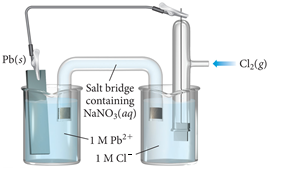 Pb(s)
Cl₂(g)
Salt bridge
containing
NaNO₃(aq)
1 M Pb²⁺
1 M Cl⁻